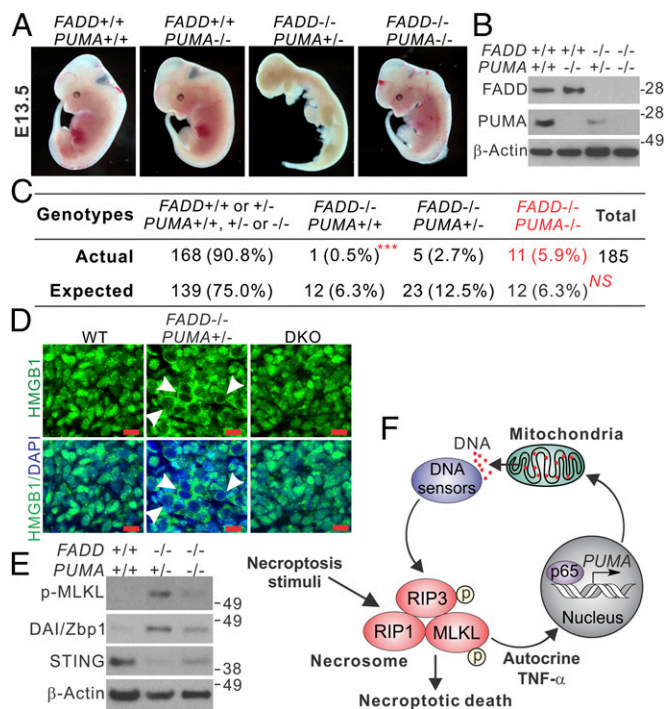 A
FADD+/+ FADD+/+ FADD-/- FADD-/-
PUMA+/+ PUMA-/- PUMA+/- PUMA-/-
E13.5
B
FADD +/+ +/+ -/- -/-
PUMA +/+ -/- +/- -/-
FADD -28
PUMA -28
-49
β-Actin
C
Genotypes FADD+/+ or +/- PUMA+/+, +/- or -/- FADD-/- PUMA+/+ FADD-/- PUMA+/- FADD-/- PUMA-/- Total
Actual 168 (90.8%) 1 (0.5%)*** 5 (2.7%) 11 (5.9%) 185
Expected 139 (75.0%) 12 (6.3%) 23 (12.5%) 12 (6.3%) NS
D
WT FADD-/- PUMA+/- DKO
HMGB1
HMGB1/DAPI
E
FADD +/+ -/- -/-
PUMA +/+ +/- -/-
p-MLKL -49
DAI/Zbp1 -49
STING -38
β-Actin -49
F
DNA
Mitochondria
DNA sensors
Necroptosis stimuli
RIP3 p
RIP1 MLKL
p
Necrosome
p65 PUMA
Nucleus
Autocrine TNF-α
Necroptotic death